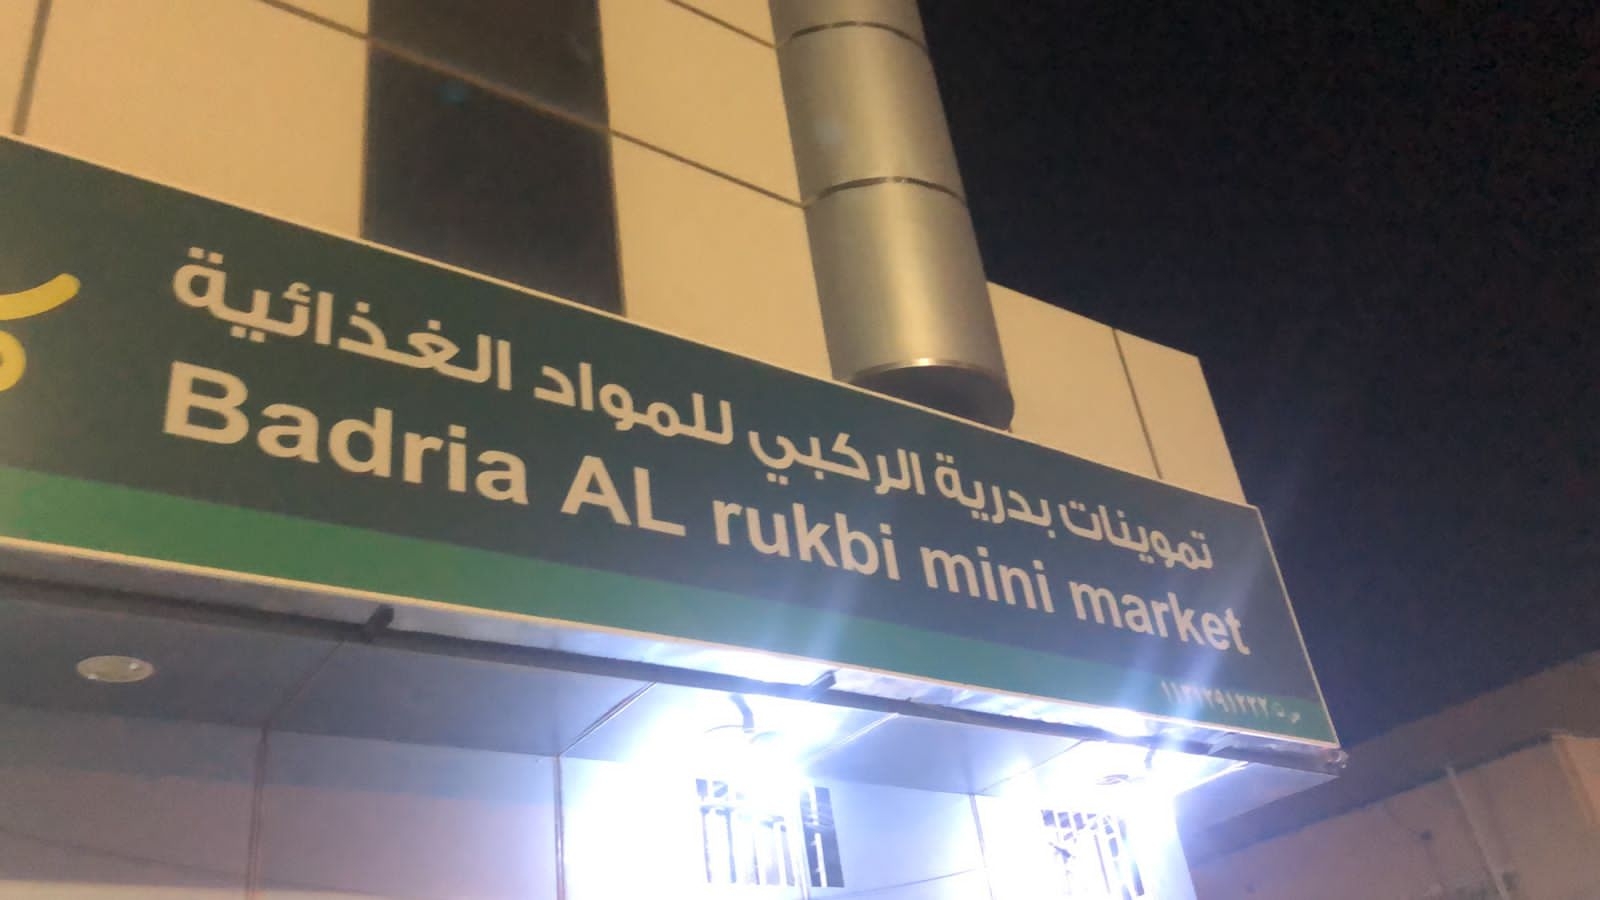 تموينات بدرية الركبي للمواد الغذائية
Badria AL rukbi mini market